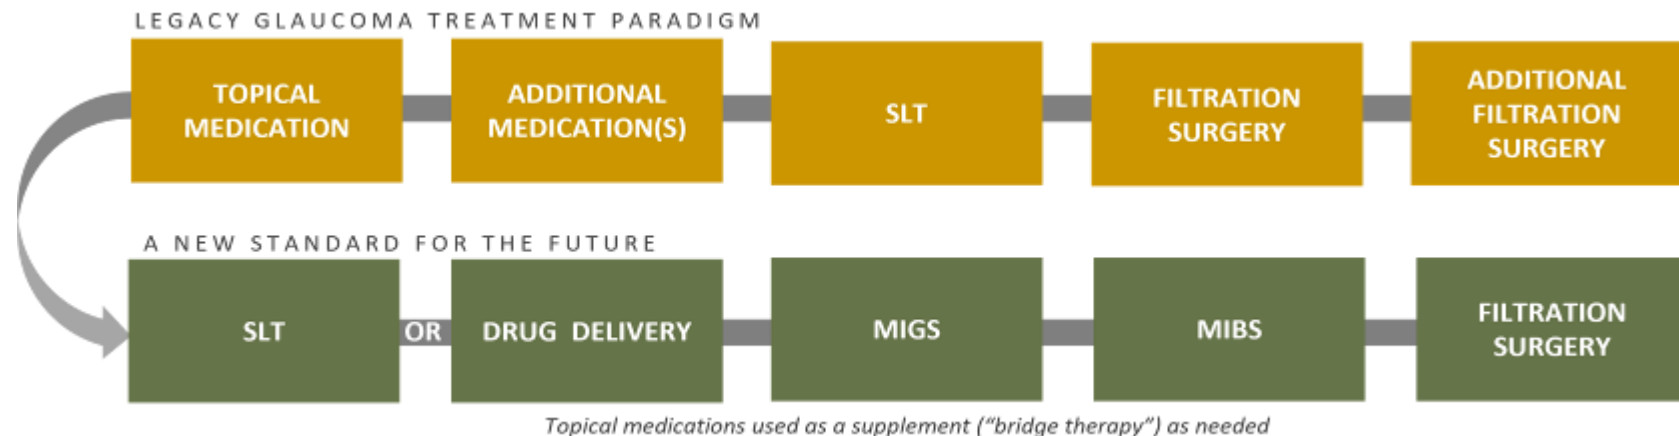 LEGACY GLAUCOMA TREATMENT PARADIGM
TOPICAL
MEDICATION
ADDITIONAL
MEDICATION(S)
SLT
FILTRATION
SURGERY
ADDITIONAL
FILTRATION
SURGERY
A NEW STANDARD FOR THE FUTURE
SLT
OR
DRUG DELIVERY
MIGS
MIBS
FILTRATION
SURGERY
Topical medications used as a supplement (“bridge therapy”) as needed